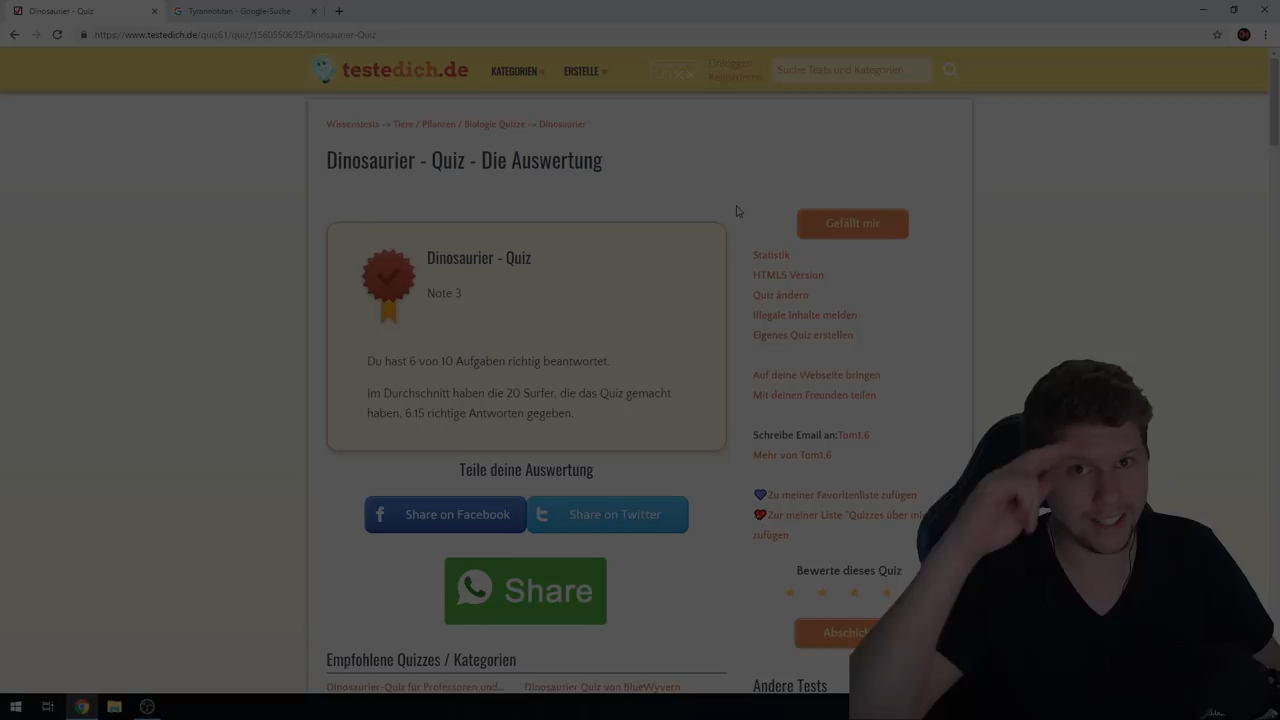 Dinosaurier - Quiz
Tyrannotitan - Google-Suche
https://www.testedich.de/quiz61/quiz/1560550695/Dinosaurier-Quiz
testedich.de
KATEGORIEN
ERSTELLE
Einloggen
Registrieren
Suche Tests und Kategorien
Wissenstests -> Tiere / Pflanzen / Biologie Quizze -> Dinosaurier
Dinosaurier - Quiz - Die Auswertung
Dinosaurier - Quiz
Note 3
Du hast 6 von 10 Aufgaben richtig beantwortet.
Im Durchschnitt haben die 20 Surfer, die das Quiz gemacht
haben, 6.15 richtige Antworten gegeben.
Teile deine Auswertung
Share on Facebook
Share on Twitter
Share
Empfohlene Quizzes / Kategorien
Dinosaurier-Quiz für Professoren und...
Dinosaurier Quiz von BlueWyvern
Gefällt mir
Statistik
HTML5 Version
Quiz ändern
Illegale Inhalte melden
Eigenes Quiz erstellen
Auf deine Webseite bringen
Mit deinen Freunden teilen
Schreibe Email an:Tom1.6
Mehr von Tom1.6
Zu meiner Favoritenliste zufügen
Zur meiner Liste "Quizzes über
zufügen
Bewerte dieses Quiz
Andere Tests